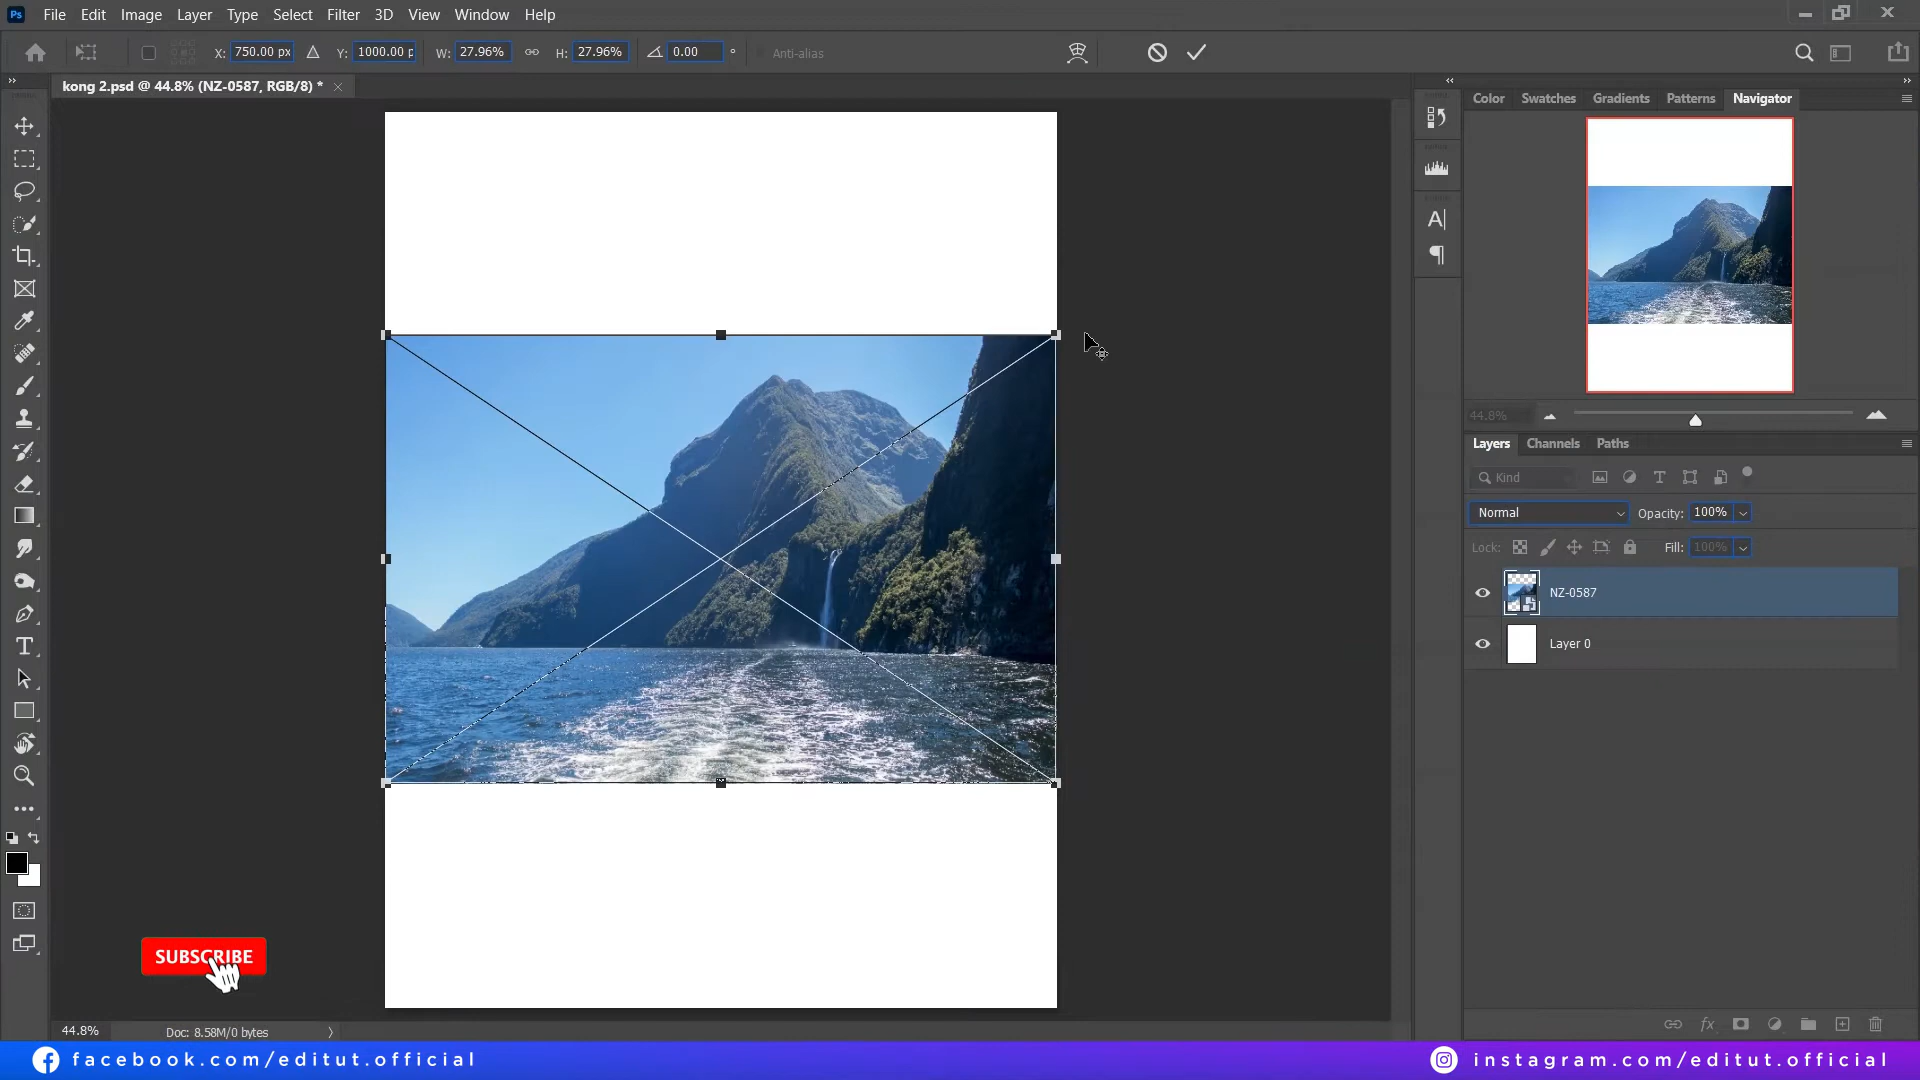 Ps File Edit Image Layer Type Select Filter 3D View Window Help
X: 750.00 px Y: 1000.00 p W: 27.96% H: 27.96% 0.00 ° Anti-alias
kong 2.psd @ 44.8% (NZ-0587, RGB/8) *
Color Swatches Gradients Patterns Navigator
44.8%
Layers Channels Paths
Kind
Normal Opacity: 100%
Lock: Fill: 100%
NZ-0587
Layer 0
SUBSCRIBE
44.8% Doc: 8.58M/0 bytes
facebook.com/editut.official
instagram.com/editut.official